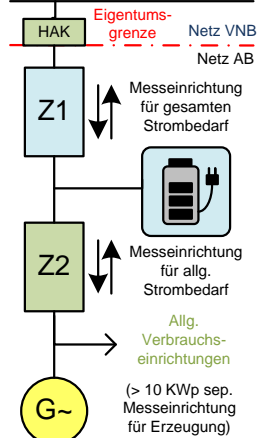 Eigentums-
grenze
HAK
Netz VNB
Netz AB
Z1
Messeinrichtung
für gesamten
Strombedarf
Z2
Messeinrichtung
für allg.
Strombedarf
Allg.
Verbrauchs-
einrichtungen
G~
(> 10 KWp sep.
Messeinrichtung
für Erzeugung)